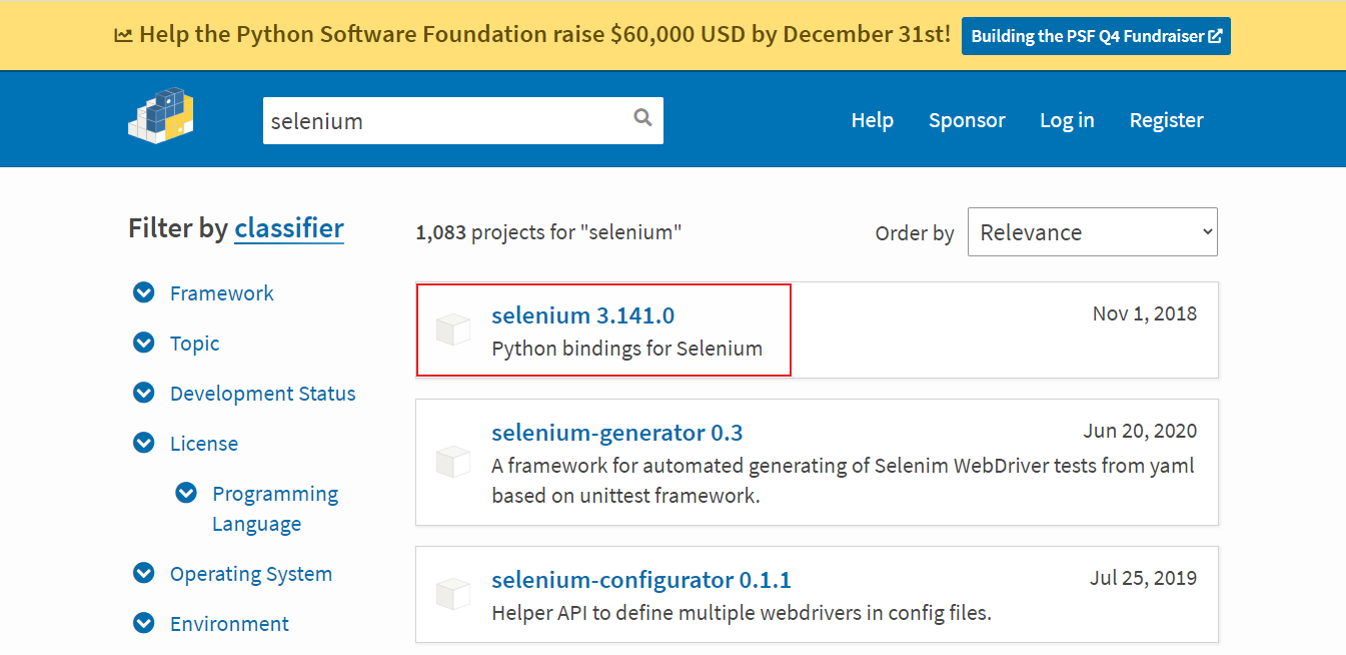 Help the Python Software Foundation raise $60,000 USD by December 31st! Building the PSF Q4 Fundraiser
selenium
Help Sponsor Log in Register
Filter by classifier
Framework
Topic
Development Status
License
Programming
Language
Operating System
Environment
1,083 projects for "selenium"
Order by Relevance
selenium 3.141.0
Nov 1, 2018
Python bindings for Selenium
selenium-generator 0.3
Jun 20, 2020
A framework for automated generating of Selenim WebDriver tests from yaml
based on unittest framework.
selenium-configurator 0.1.1
Jul 25, 2019
Helper API to define multiple webdrivers in config files.